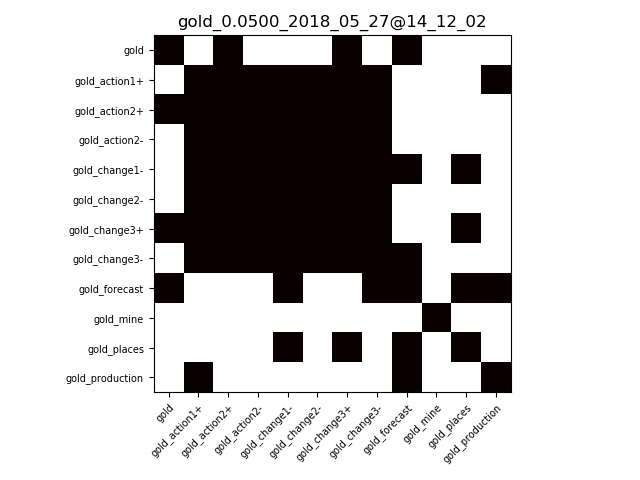 gold_0.0500_2018_05_27@14_12_02
gold
gold_action1+
gold_action2+
gold_action2-
gold_change1-
gold_change2-
gold_change3+
gold_change3-
gold_forecast
gold_mine
gold_places
gold_production
gold
gold_action1+
gold_action2+
gold_action2-
gold_change1-
gold_change2-
gold_change3+
gold_change3-
gold_forecast
gold_mine
gold_places
gold_production